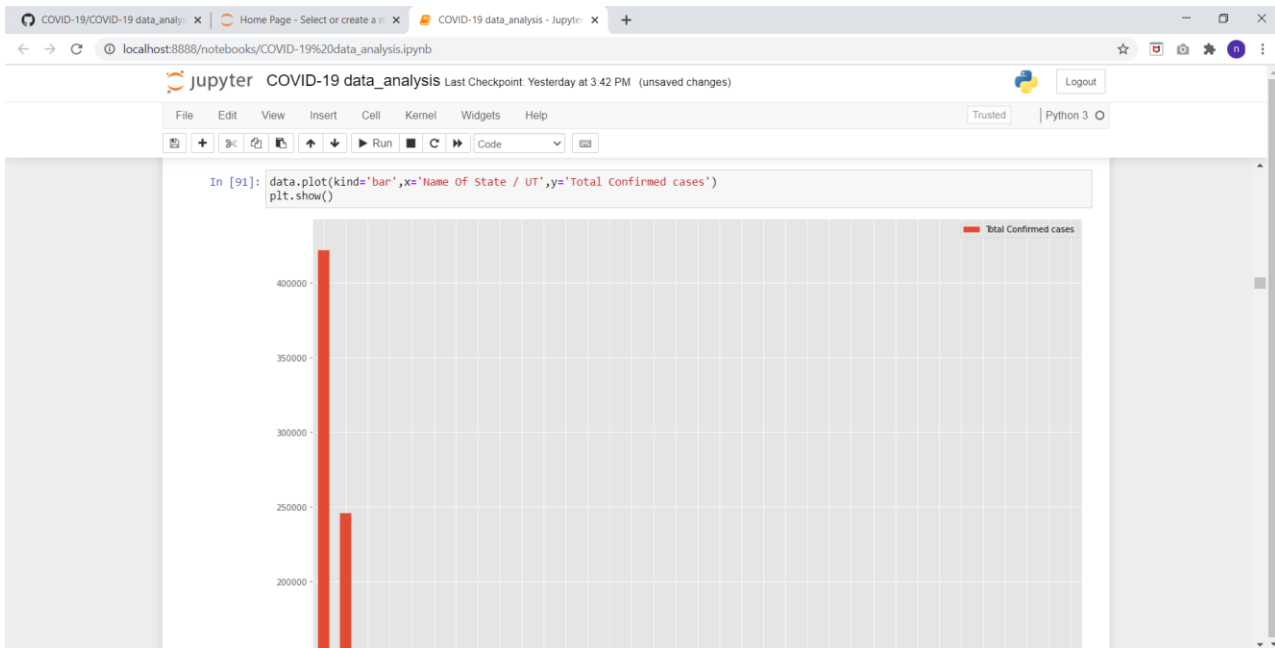 COVID-19/COVID-19 data_analys
Home Page - Select or create a n
COVID-19 data_analysis - Jupyter
localhost:8888/notebooks/COVID-19%20data_analysis.ipynb
n
jupyter COVID-19 data_analysis Last Checkpoint: Yesterday at 3:42 PM (unsaved changes)
Logout
File Edit View Insert Cell Kernel Widgets Help
Trusted Python 3
Run Code
In [91]: data.plot(kind='bar',x='Name Of State / UT',y='Total Confirmed cases')
plt.show()
Total Confirmed cases
400000
350000
300000
250000
200000